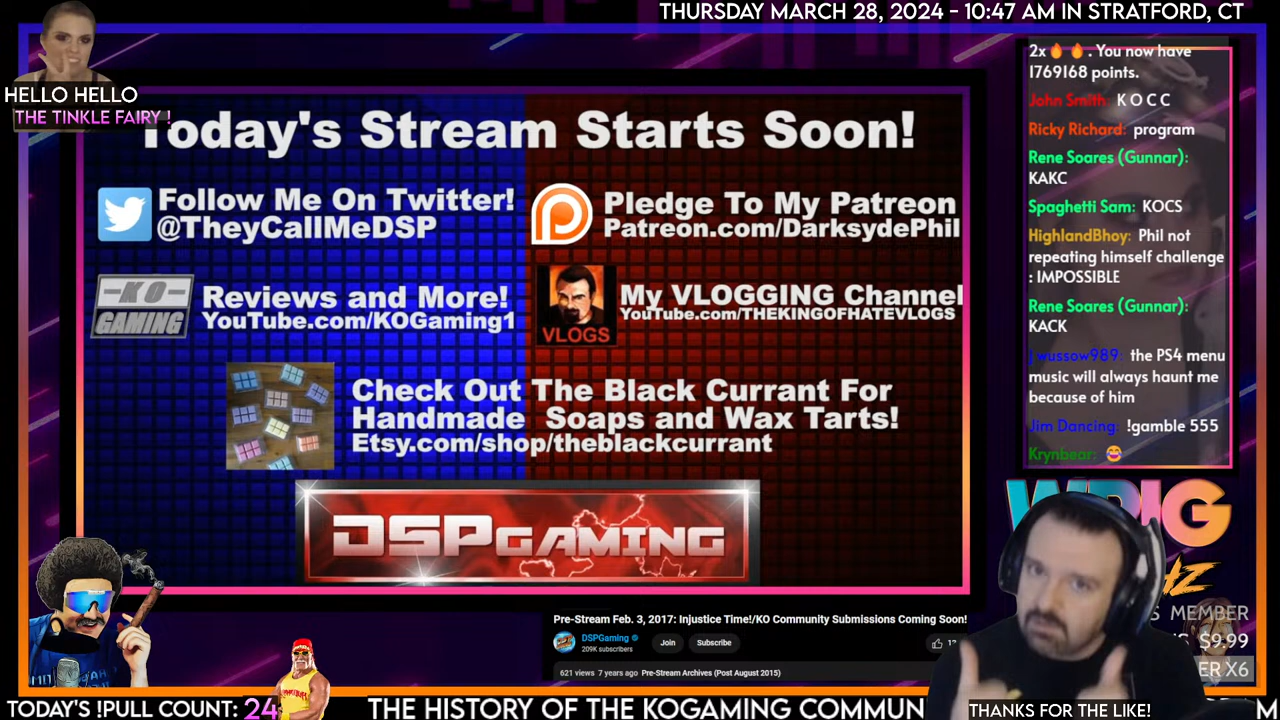 THURSDAY MARCH 28, 2024 - 10:47 AM IN STRATFORD, CT
HELLO HELLO
THE TINKLE FAIRY !
Today's Stream Starts Soon!
Follow Me On Twitter!
@TheyCallMeDSP
Pledge To My Patreon
Patreon.com/DarksydePhil
-KO-
GAMING
Reviews and More!
YouTube.com/KOGaming1
VLOGS
My VLOGGING Channel
YouTube.com/THEKINGOFHATEVLOGS
Check Out The Black Currant For
Handmade Soaps and Wax Tarts!
Etsy.com/shop/theblackcurrant
DSPGAMING
2x🔥🔥. You now have
1769168 points.
John Smith: K O C C
Ricky Richard: program
Rene Soares (Gunnar):
KAKC
Spaghetti Sam: KOCS
HighlandBhoy: Phil not
repeating himself challenge
: IMPOSSIBLE
Rene Soares (Gunnar):
KACK
j wussow989: the PS4 menu
music will always haunt me
because of him
Jim Dancing: !gamble 555
Krynbear: 😂
Pre-Stream Feb. 3, 2017: Injustice Time!/KO Community Submissions Coming Soon!
DSPGaming
209K subscribers
Join
Subscribe
621 views 7 years ago Pre-Stream Archives (Post August 2015)
MEMBER
$9.99
X6
TODAY'S !PULL COUNT: 24
THE HISTORY OF THE KOGAMING COMMUN
THANKS FOR THE LIKE!
M